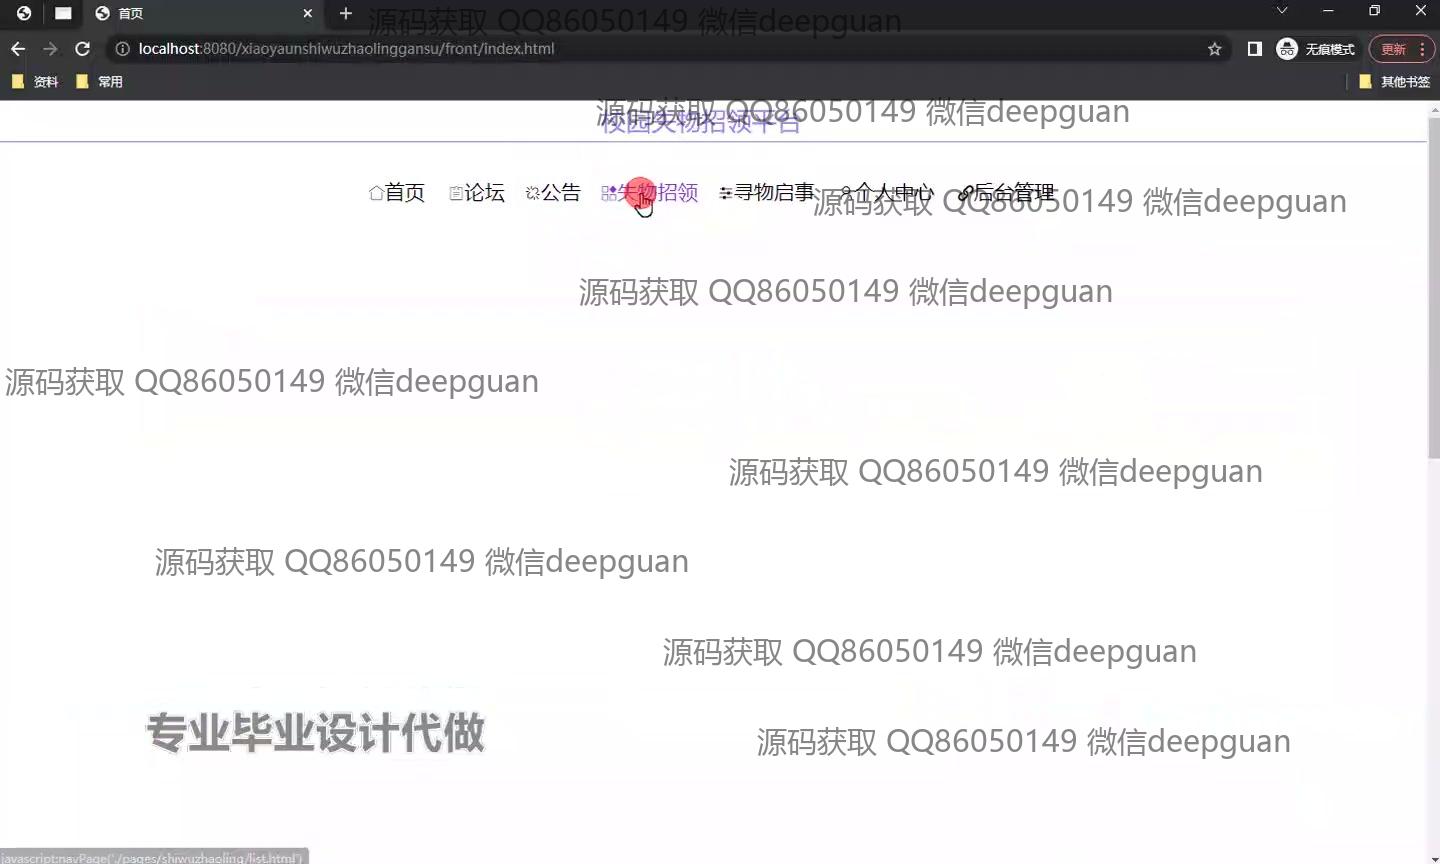 首页
源码获取 QQ86050149 微信deepguan
localhost:8080/xiaoyaunshiwuzhaolinggansu/front/index.html
无痕模式
更新
资料
常用
其他书签
源码获取 QQ86050149 微信deepguan
校园失物招领平台
首页 论坛 公告 失物招领 寻物启事 个人中心 后台管理
源码获取 QQ86050149 微信deepguan
源码获取 QQ86050149 微信deepguan
源码获取 QQ86050149 微信deepguan
源码获取 QQ86050149 微信deepguan
源码获取 QQ86050149 微信deepguan
源码获取 QQ86050149 微信deepguan
专业毕业设计代做
源码获取 QQ86050149 微信deepguan
javascript:navPage('./pages/shiwuzhaoling/list.html')